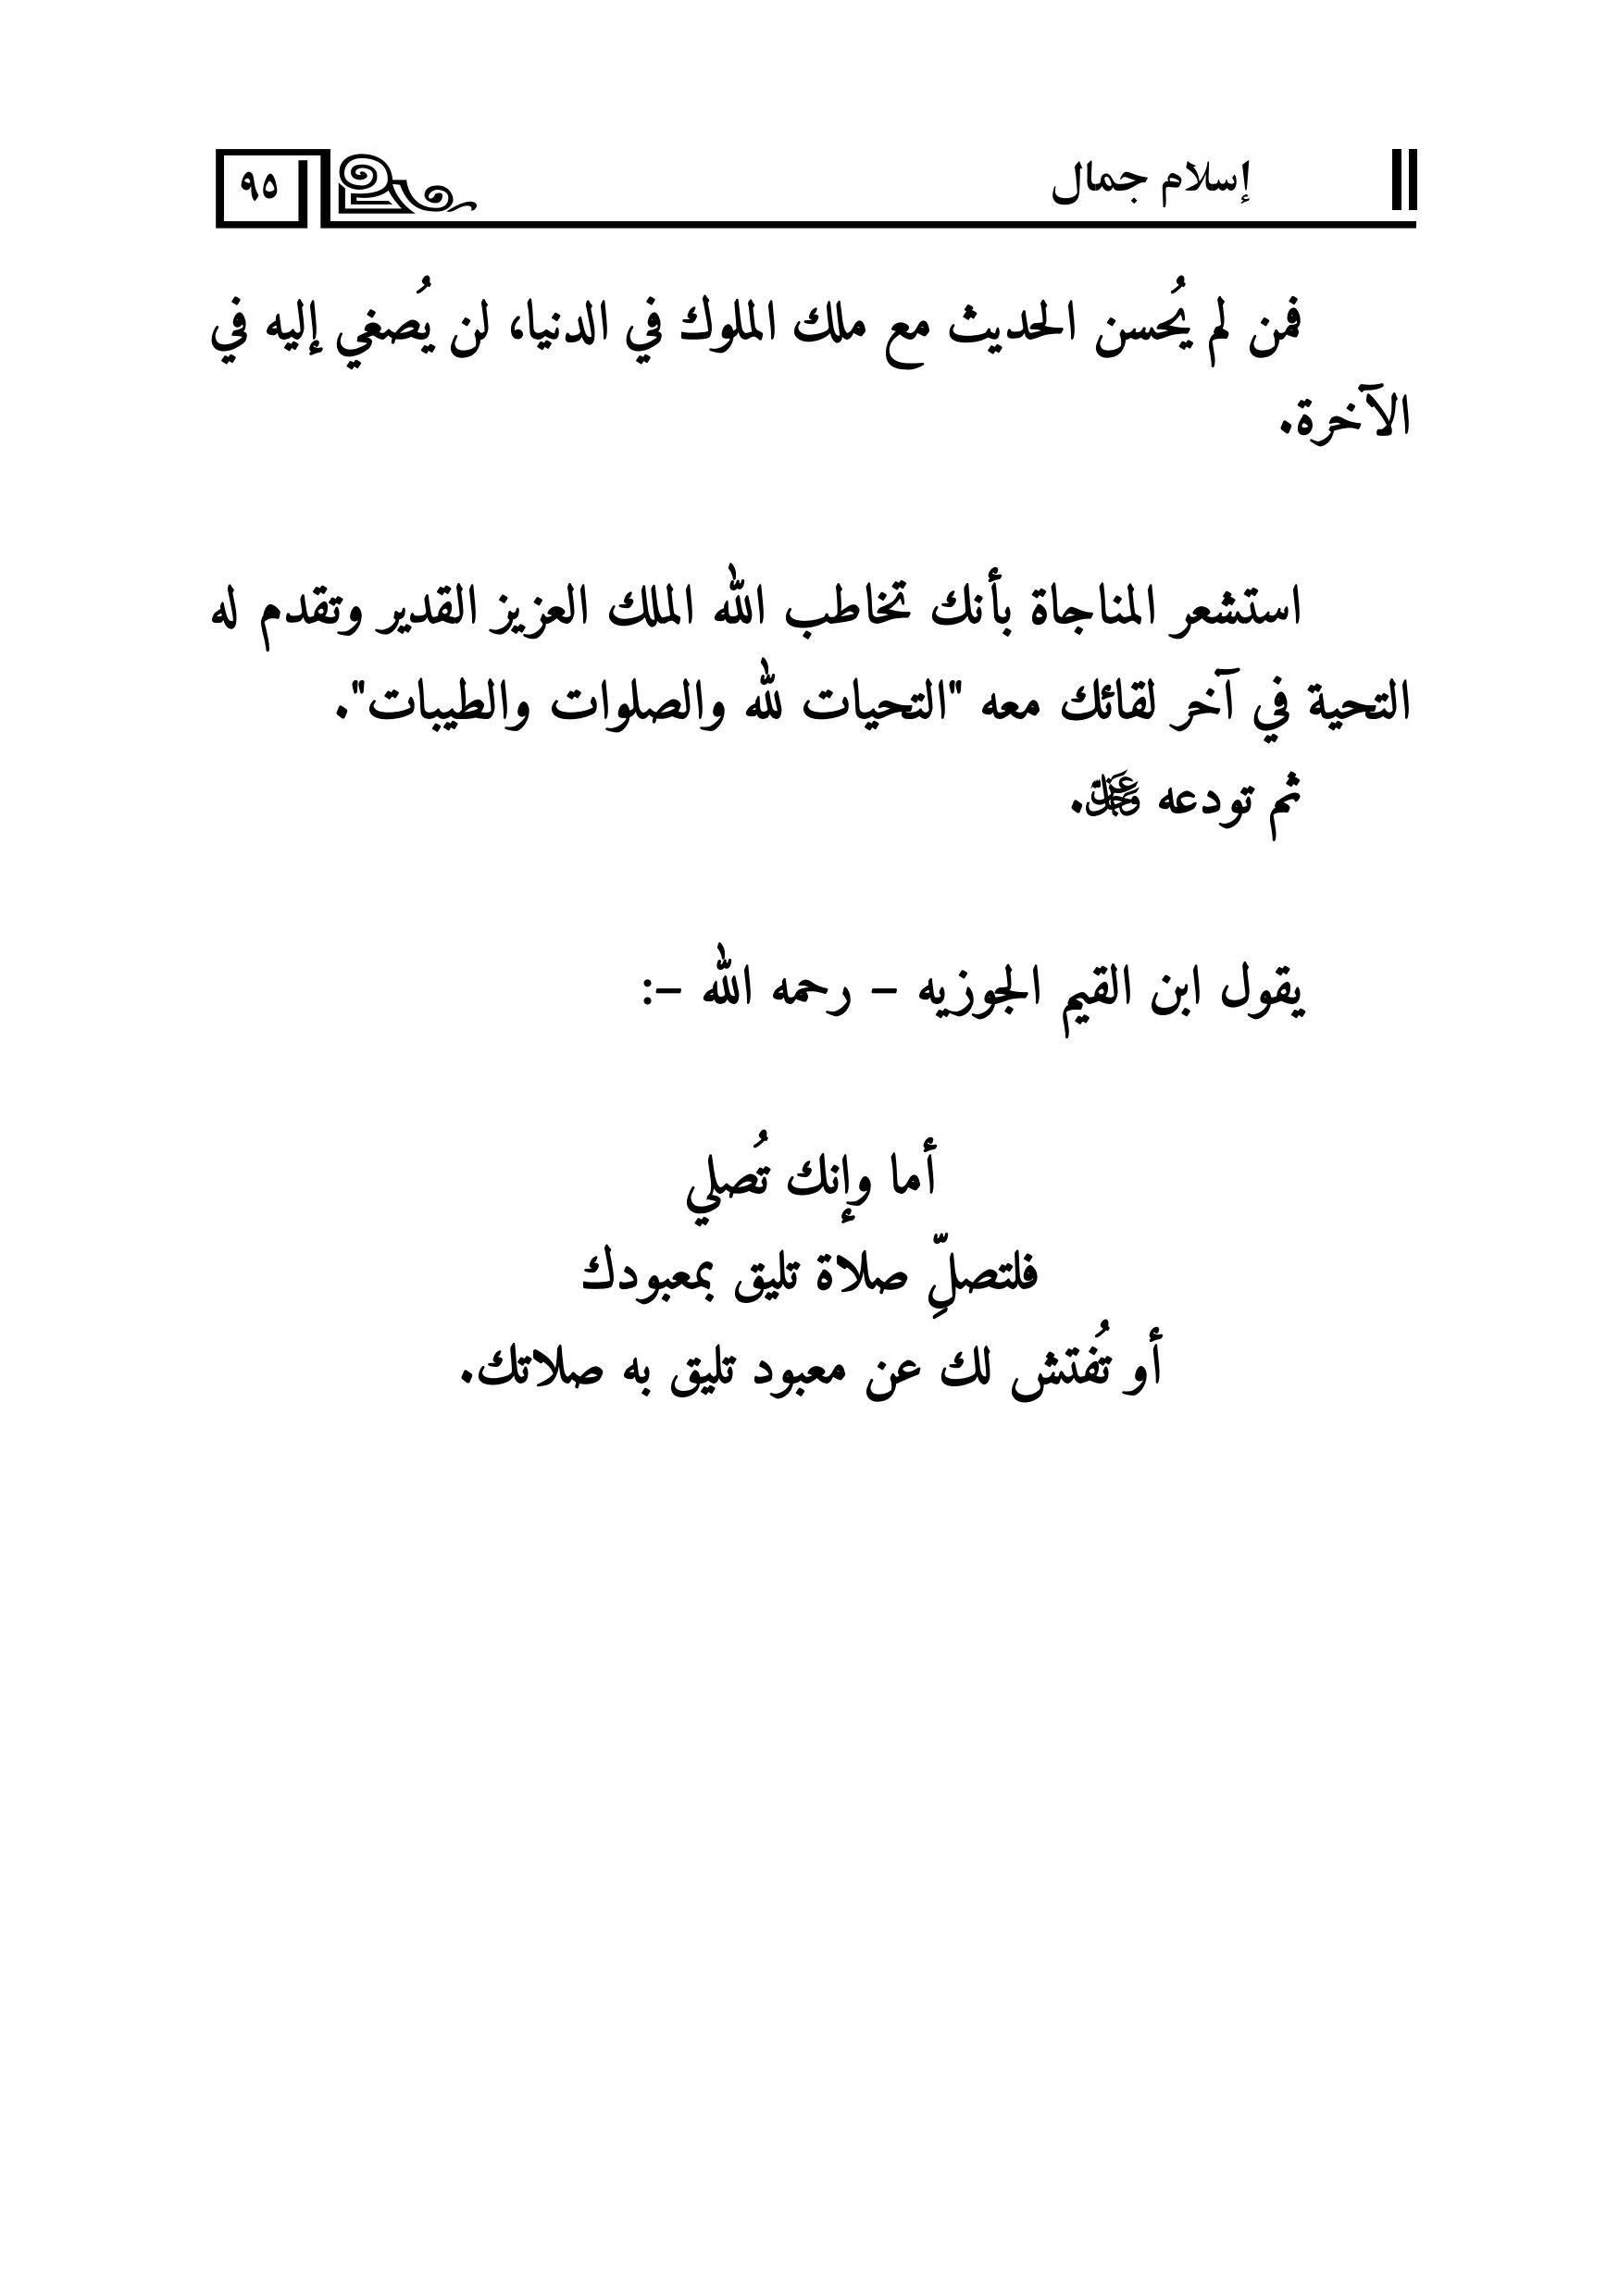 إسلام جمال
٩٥
فمن لم يُحسن الحديث مع ملك الملوك في الدنيا، لن يُصغي إليه في
الآخرة.
استشعر المناجاة بأنك تخاطب الله الملك العزيز القدير وتقدم له
التحية في آخر لقائك معه "التحيات لله والصلوات والطيبات".
ثم تودعه عزوجل.
يقول ابن القيم الجوزيه – رحمه الله –:
أما وإنك تُصلي
فلتصلِّ صلاة تليق بمعبودك
أو تُفتش لك عن معبود تليق به صلاتك.